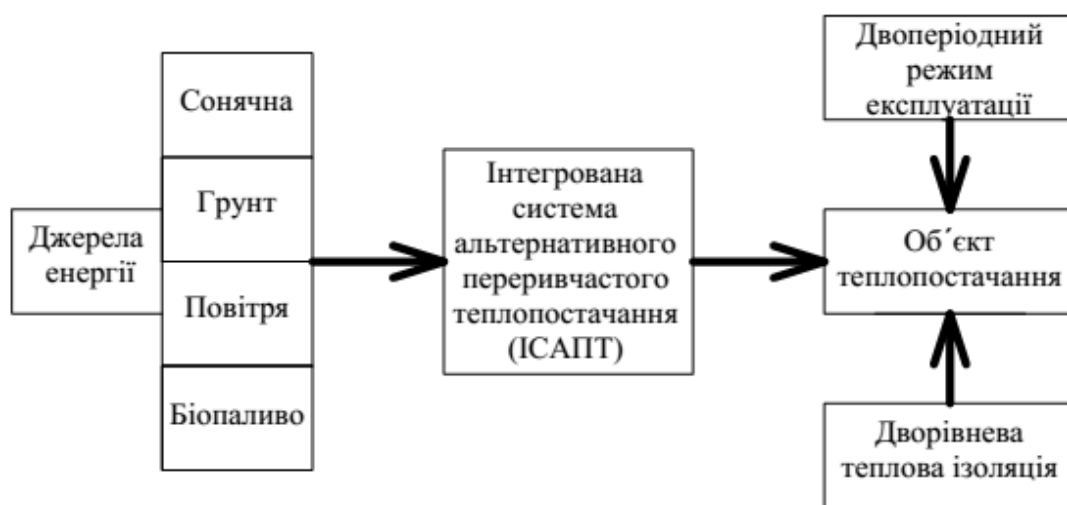 Джерела
енергії
Сонячна
Грунт
Повітря
Біопаливо
Інтегрована
система
альтернативного
переривчастого
теплопостачання
(ІСАПТ)
Двоперіодний
режим
експлуатації
Об´єкт
теплопостачання
Дворівнева
теплова ізоляція